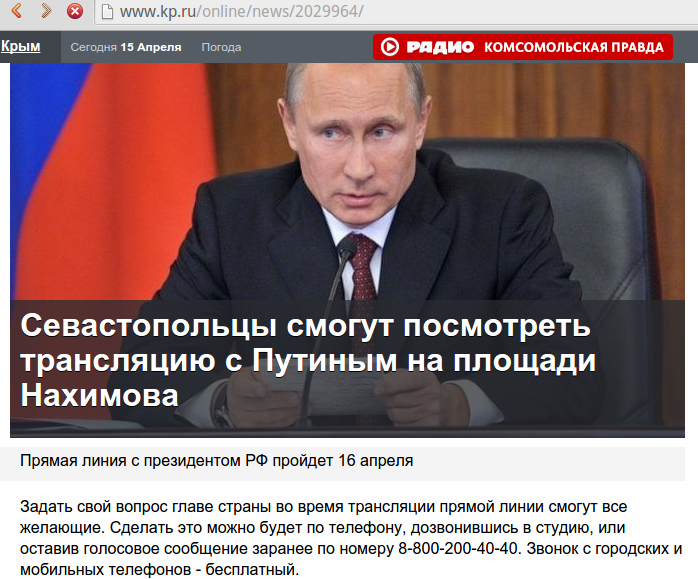 www.kp.ru/online/news/2029964/
Крым Сегодня 15 Апреля Погода РАДИО КОМСОМОЛЬСКАЯ ПРАВДА
Севастопольцы смогут посмотреть
трансляцию с Путиным на площади
Нахимова
Прямая линия с президентом РФ пройдет 16 апреля
Задать свой вопрос главе страны во время трансляции прямой линии смогут все
желающие. Сделать это можно будет по телефону, дозвонившись в студию, или
оставив голосовое сообщение заранее по номеру 8-800-200-40-40. Звонок с городских и
мобильных телефонов - бесплатный.